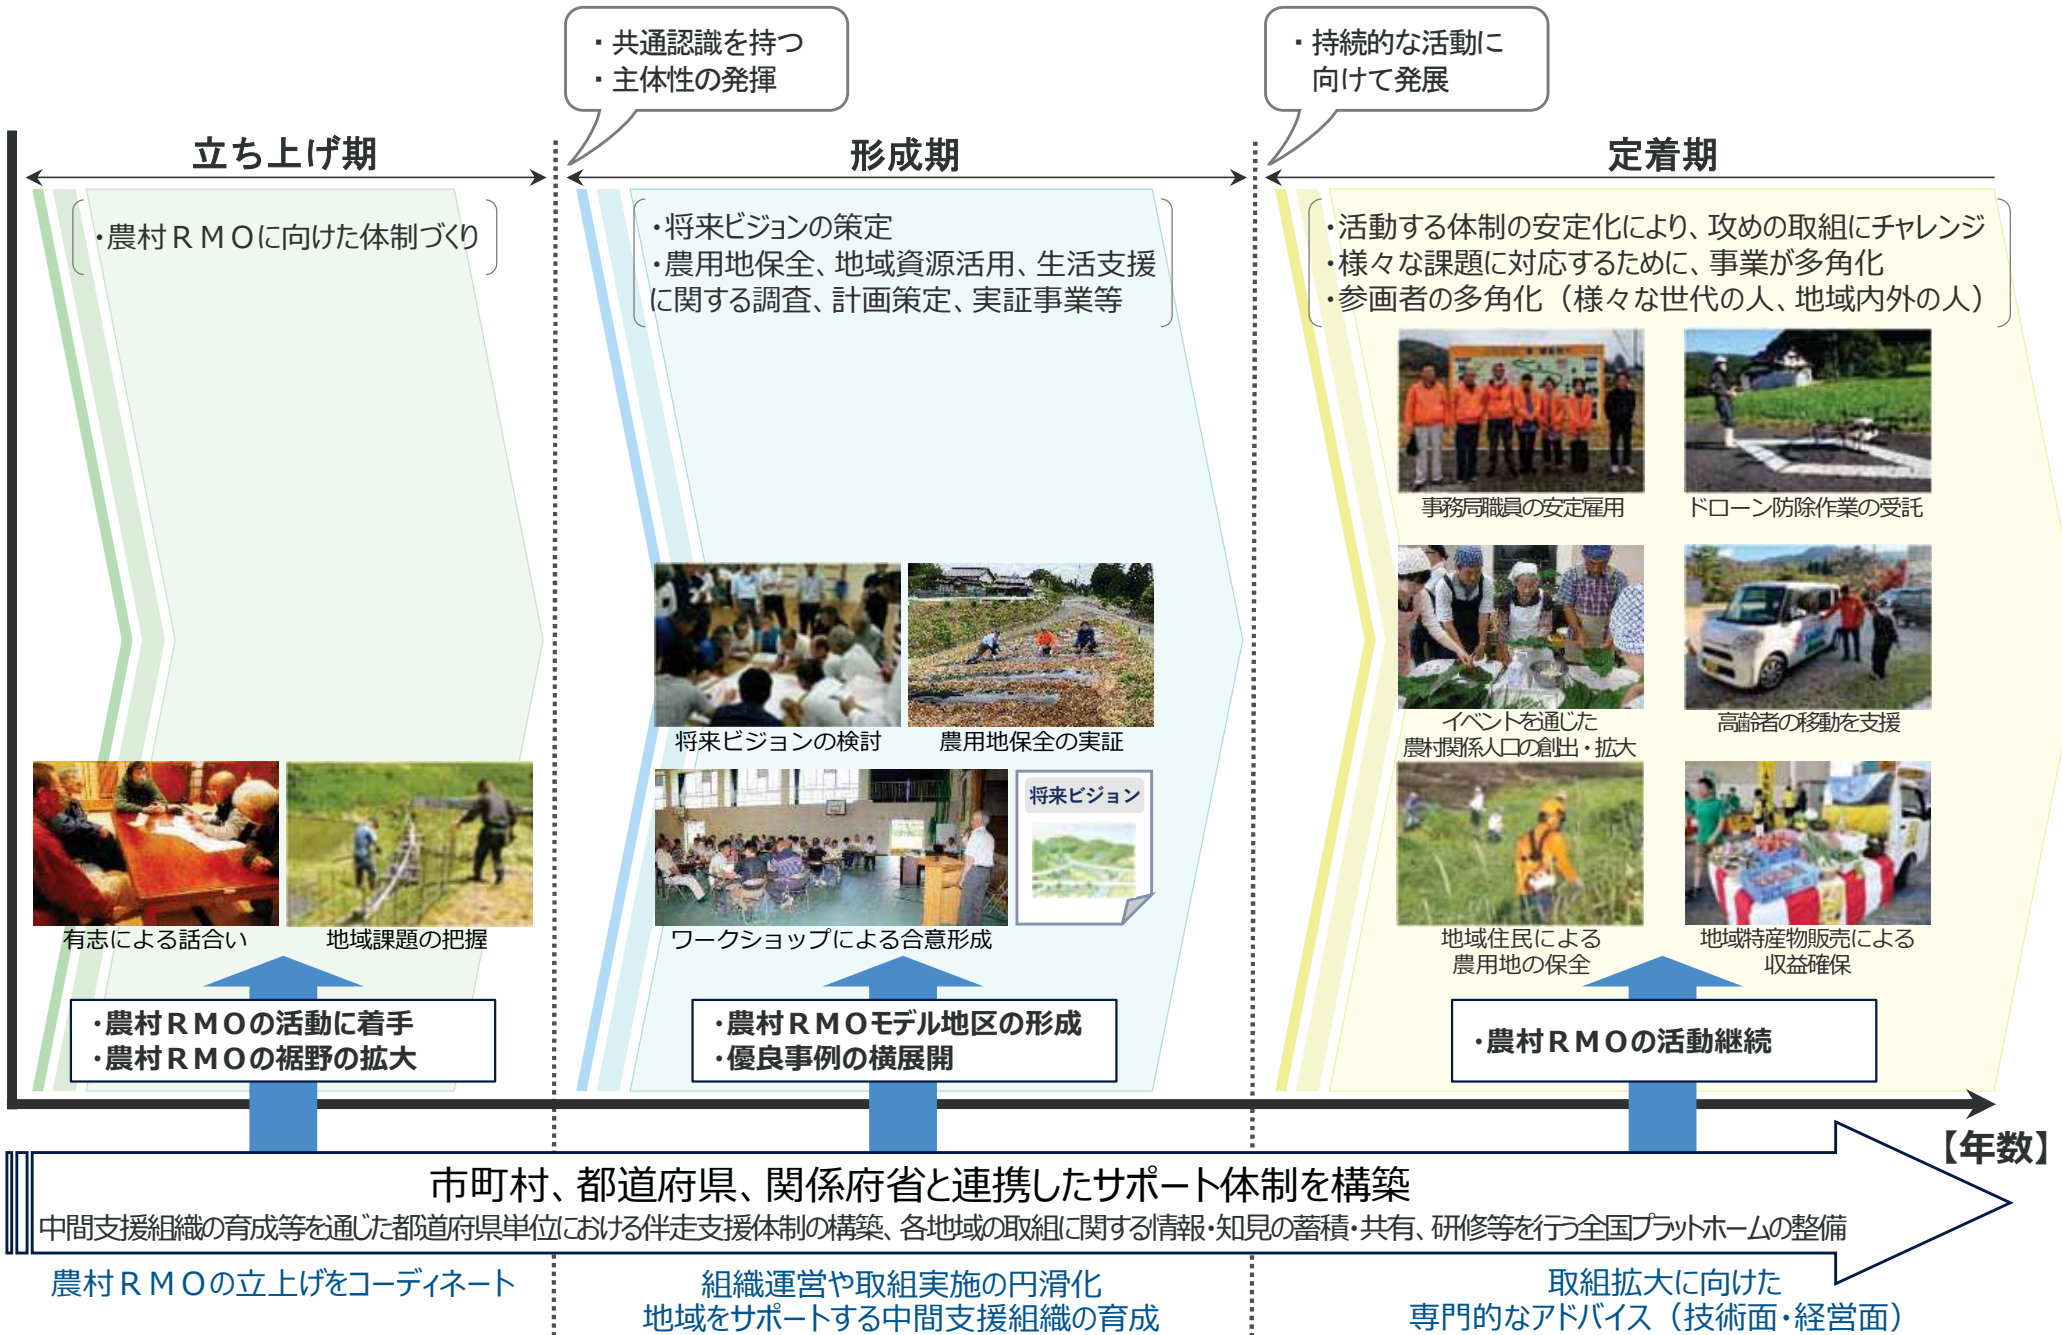 ・共通認識を持つ
・主体性の発揮
・持続的な活動に
向けて発展
立ち上げ期
形成期
定着期
・農村ＲＭＯに向けた体制づくり
・将来ビジョンの策定
・農用地保全、地域資源活用、生活支援
に関する調査、計画策定、実証事業等
・活動する体制の安定化により、攻めの取組にチャレンジ
・様々な課題に対応するために、事業が多角化
・参画者の多角化（様々な世代の人、地域内外の人）
事務局職員の安定雇用
ドローン防除作業の受託
イベントを通じた
農村関係人口の創出・拡大
高齢者の移動を支援
将来ビジョンの検討
農用地保全の実証
将来ビジョン
有志による話合い
地域課題の把握
ワークショップによる合意形成
地域住民による
農用地の保全
地域特産物販売による
収益確保
・農村ＲＭＯの活動に着手
・農村ＲＭＯの裾野の拡大
・農村ＲＭＯモデル地区の形成
・優良事例の横展開
・農村ＲＭＯの活動継続
【年数】
市町村、都道府県、関係府省と連携したサポート体制を構築
中間支援組織の育成等を通じた都道府県単位における伴走支援体制の構築、各地域の取組に関する情報・知見の蓄積・共有、研修等を行う全国プラットホームの整備
農村ＲＭＯの立上げをコーディネート
組織運営や取組実施の円滑化
地域をサポートする中間支援組織の育成
取組拡大に向けた
専門的なアドバイス（技術面・経営面）